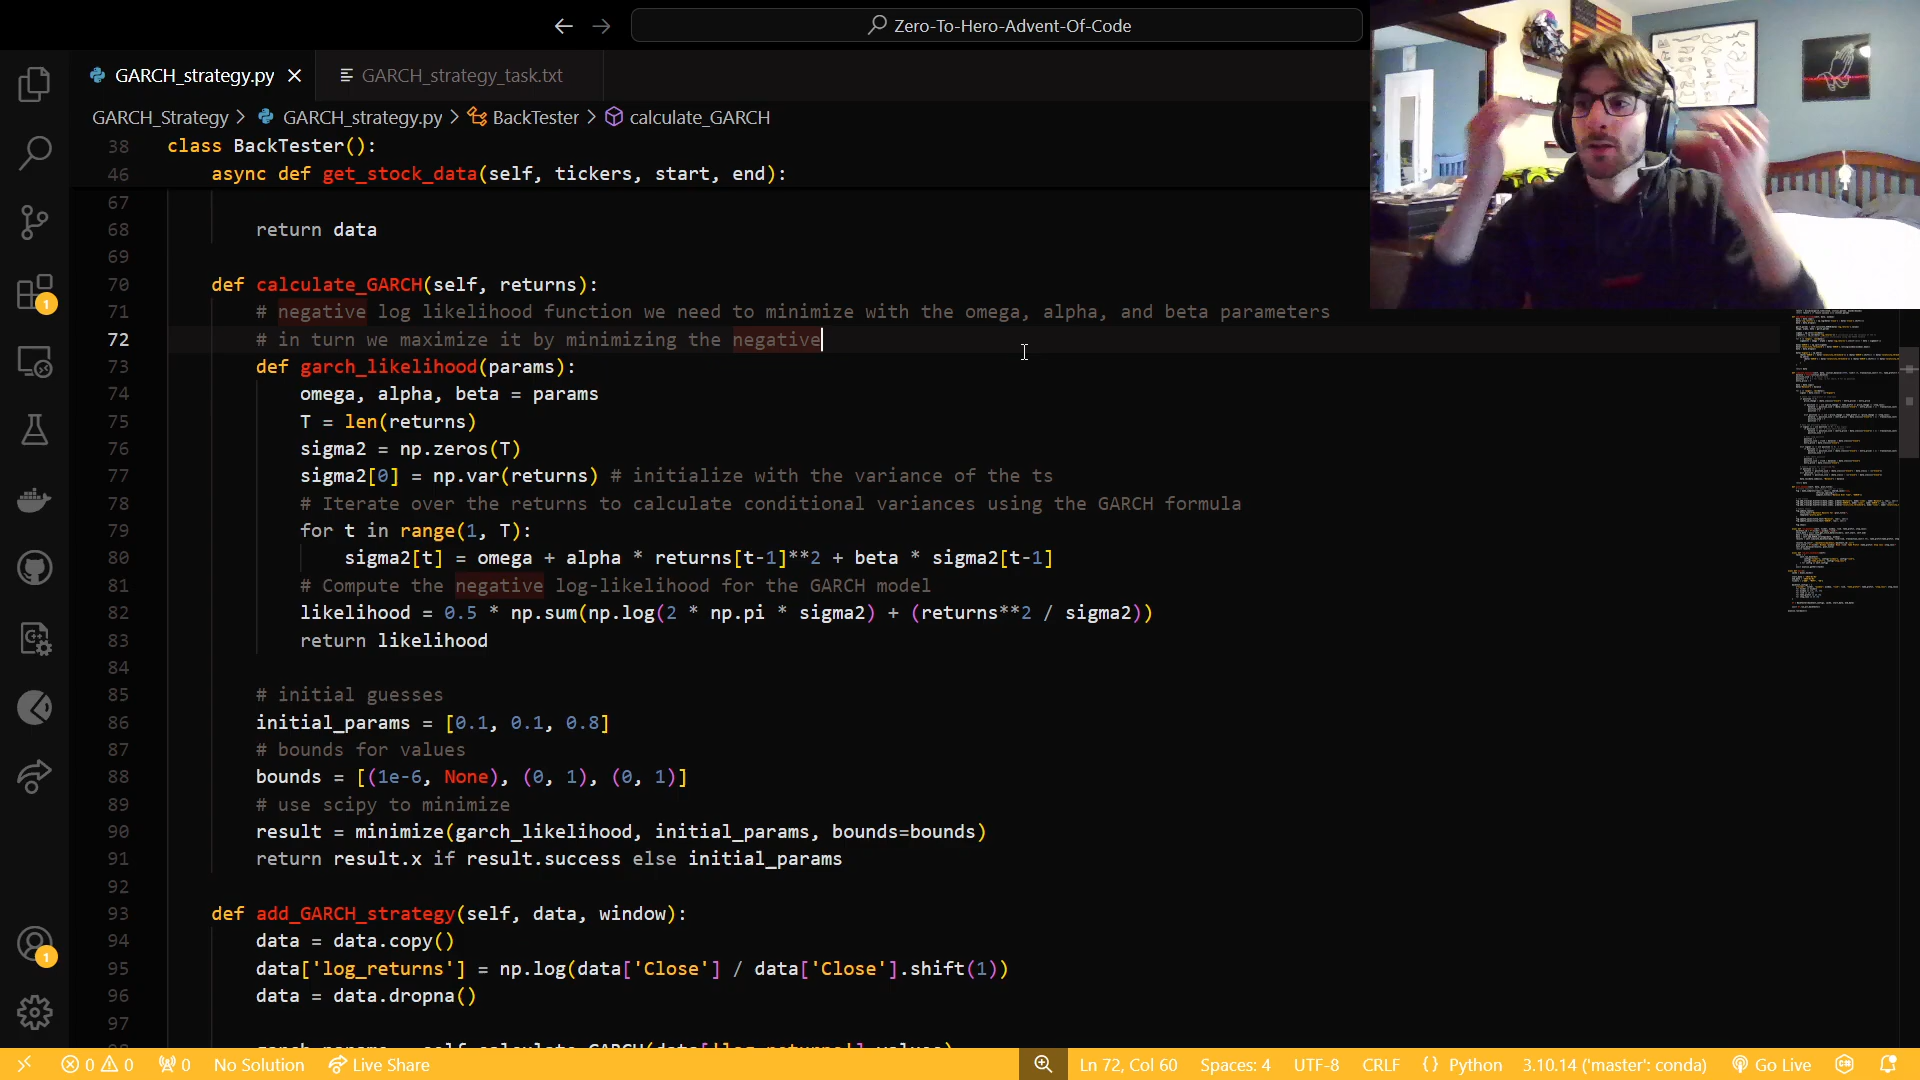 Zero-To-Hero-Advent-Of-Code
GARCH_strategy.py
GARCH_strategy_task.txt
GARCH_Strategy > GARCH_strategy.py > BackTester > calculate_GARCH
38 class BackTester():
46 async def get_stock_data(self, tickers, start, end):
67
68 return data
69
70 def calculate_GARCH(self, returns):
71 # negative log likelihood function we need to minimize with the omega, alpha, and beta parameters
72 # in turn we maximize it by minimizing the negative
73 def garch_likelihood(params):
74 omega, alpha, beta = params
75 T = len(returns)
76 sigma2 = np.zeros(T)
77 sigma2[0] = np.var(returns) # initialize with the variance of the ts
78 # Iterate over the returns to calculate conditional variances using the GARCH formula
79 for t in range(1, T):
80 sigma2[t] = omega + alpha * returns[t-1]**2 + beta * sigma2[t-1]
81 # Compute the negative log-likelihood for the GARCH model
82 likelihood = 0.5 * np.sum(np.log(2 * np.pi * sigma2) + (returns**2 / sigma2))
83 return likelihood
84
85 # initial guesses
86 initial_params = [0.1, 0.1, 0.8]
87 # bounds for values
88 bounds = [(1e-6, None), (0, 1), (0, 1)]
89 # use scipy to minimize
90 result = minimize(garch_likelihood, initial_params, bounds=bounds)
91 return result.x if result.success else initial_params
92
93 def add_GARCH_strategy(self, data, window):
94 data = data.copy()
95 data['log_returns'] = np.log(data['Close'] / data['Close'].shift(1))
96 data = data.dropna()
97
1
1
0 0 0 No Solution Live Share Ln 72, Col 60 Spaces: 4 UTF-8 CRLF {} Python 3.10.14 ('master': conda) Go Live